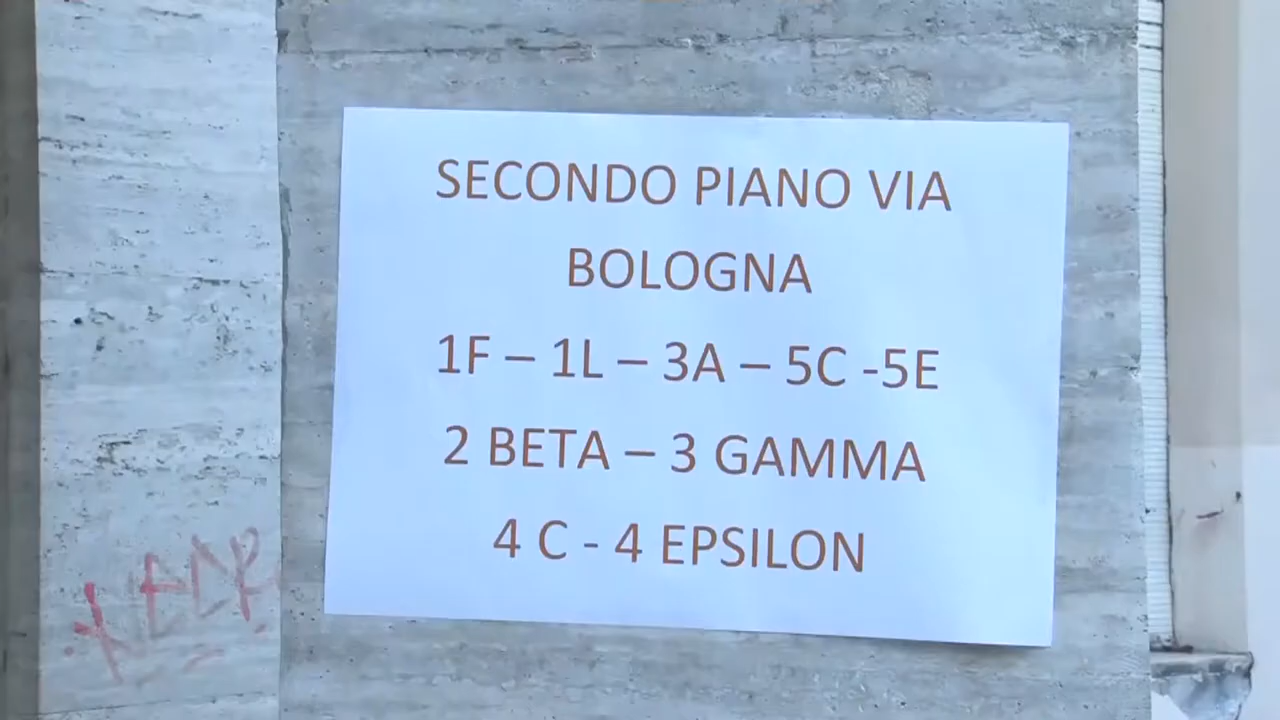 SECONDO PIANO VIA
BOLOGNA
1F – 1L – 3A – 5C -5E
2 BETA – 3 GAMMA
4 C - 4 EPSILON